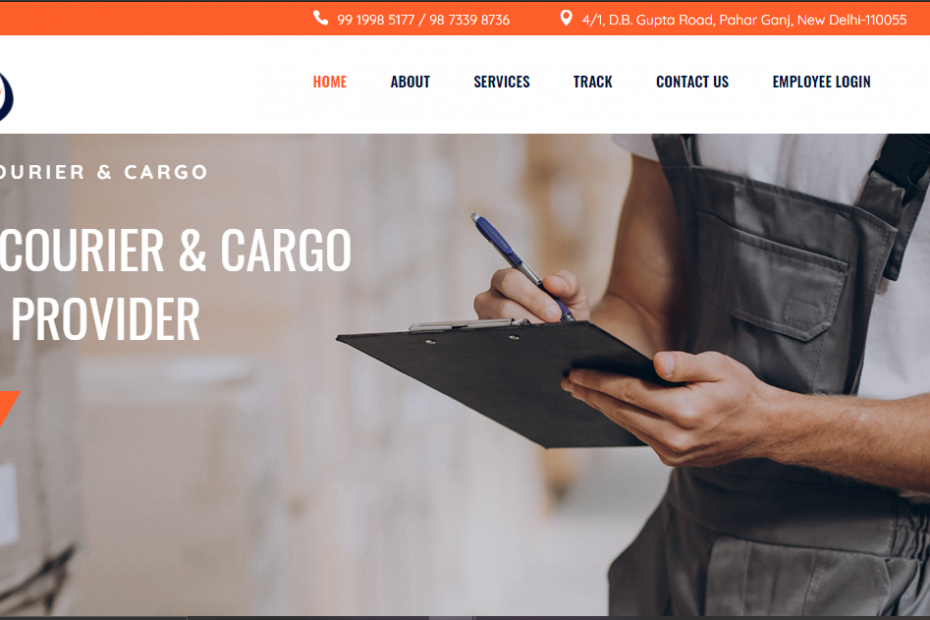 99 1998 5177 / 98 7339 8736 4/1, D.B. Gupta Road, Pahar Ganj, New Delhi-110055
HOME ABOUT SERVICES TRACK CONTACT US EMPLOYEE LOGIN
OURIER & CARGO
COURIER & CARGO
PROVIDER